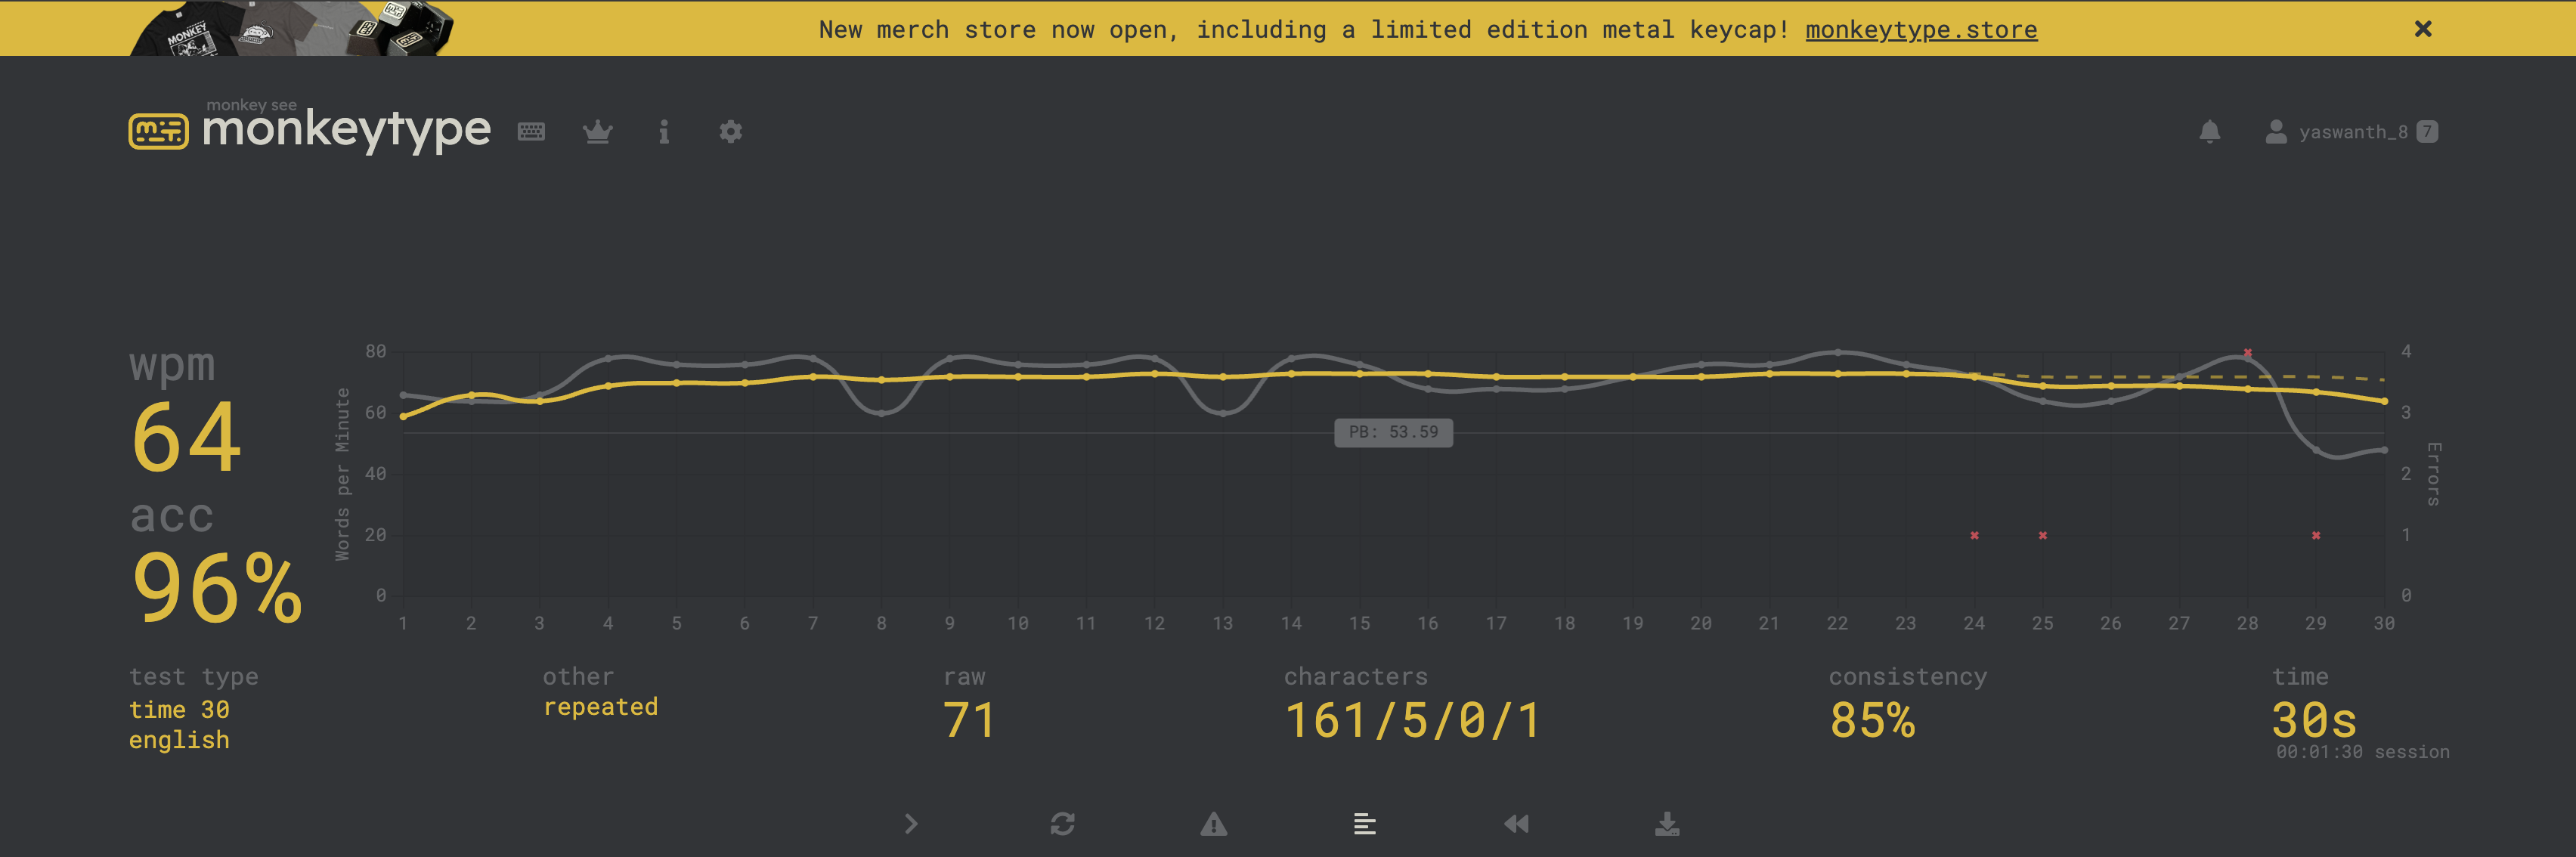 New merch store now open, including a limited edition metal keycap! monkeytype.store
MONKEY
monkey see
monkeytype
yaswanth_8 7
wpm
64
acc
96%
Words per Minute
80
60
40
20
0
PB: 53.59
4
3
2
1
0
Errors
1 2 3 4 5 6 7 8 9 10 11 12 13 14 15 16 17 18 19 20 21 22 23 24 25 26 27 28 29 30
test type
time 30
english
other
repeated
raw
71
characters
161/5/0/1
consistency
85%
time
30s
00:01:30 session